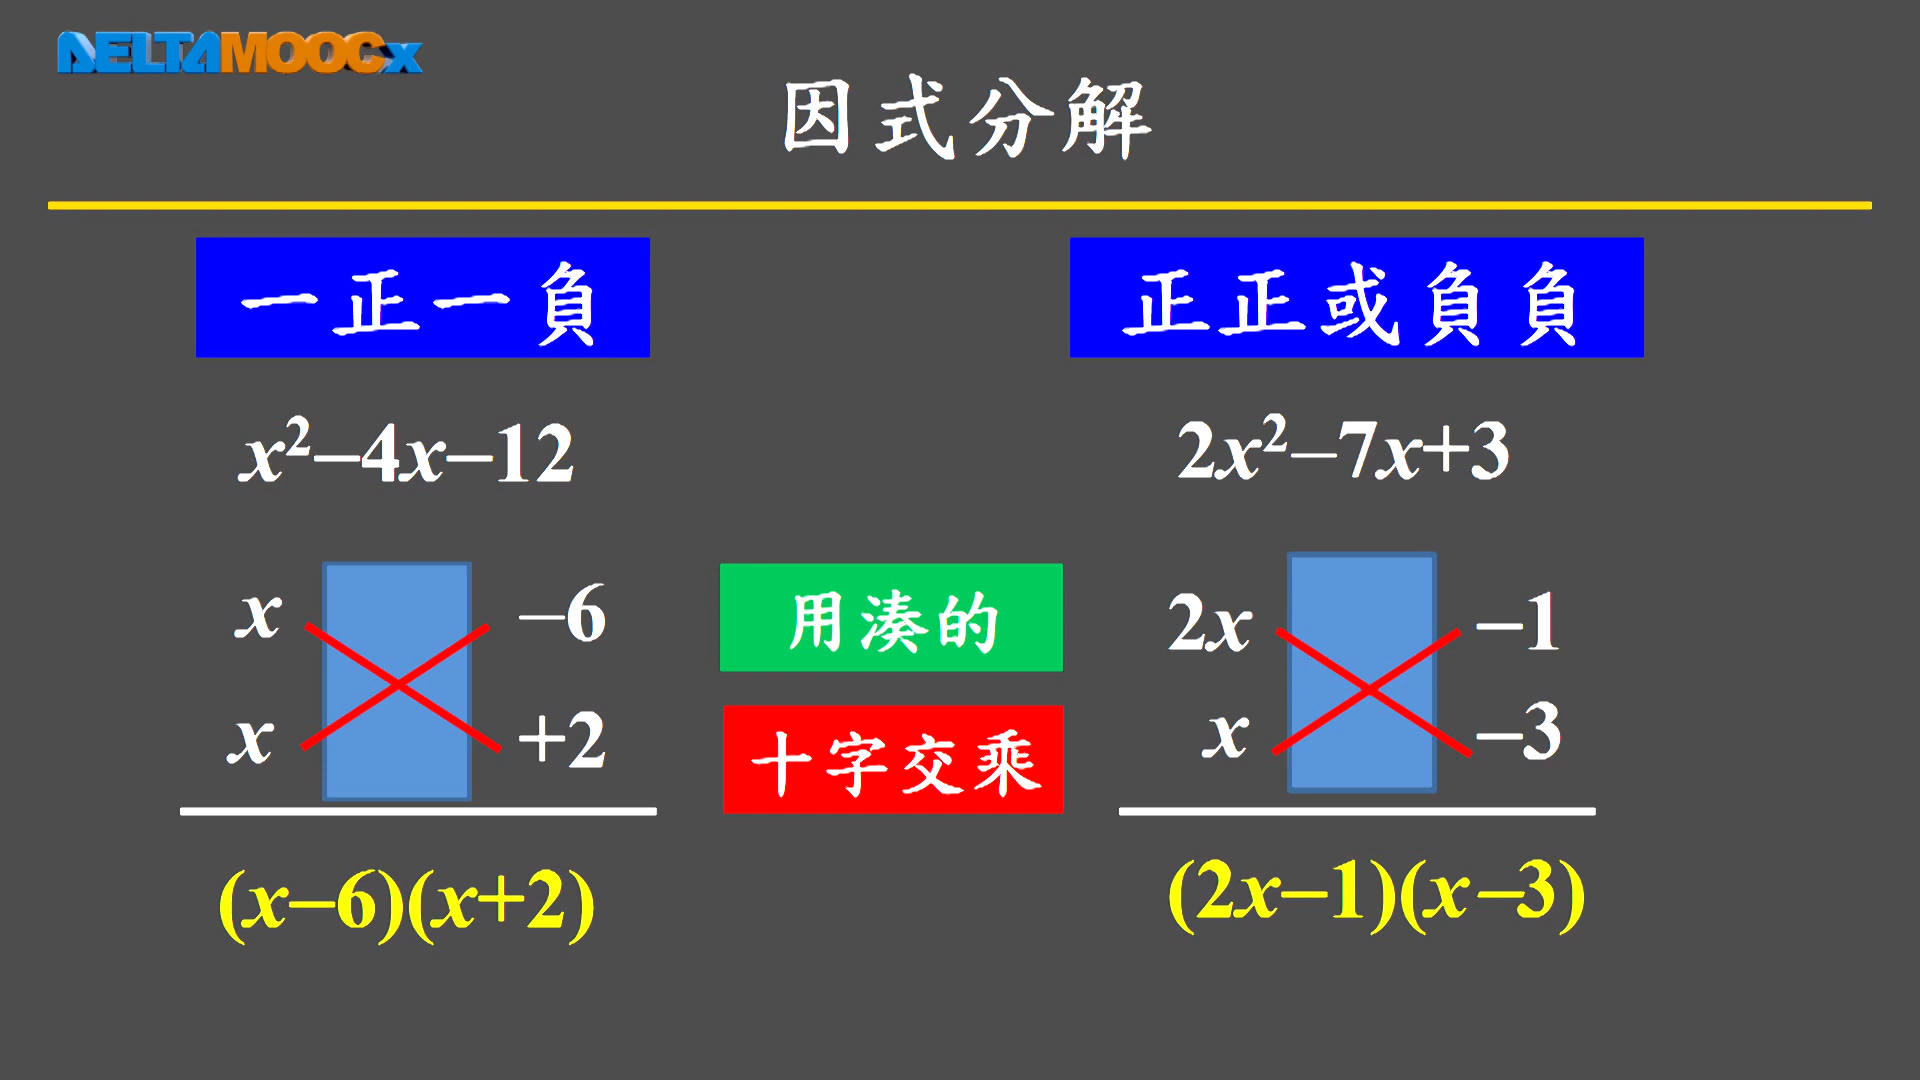 DELTAMOOCx
因式分解
一正一負
正正或負負
x²–4x–12
2x²–7x+3
x –6
x +2
用湊的
十字交乘
2x –1
x –3
(x–6)(x+2)
(2x–1)(x–3)